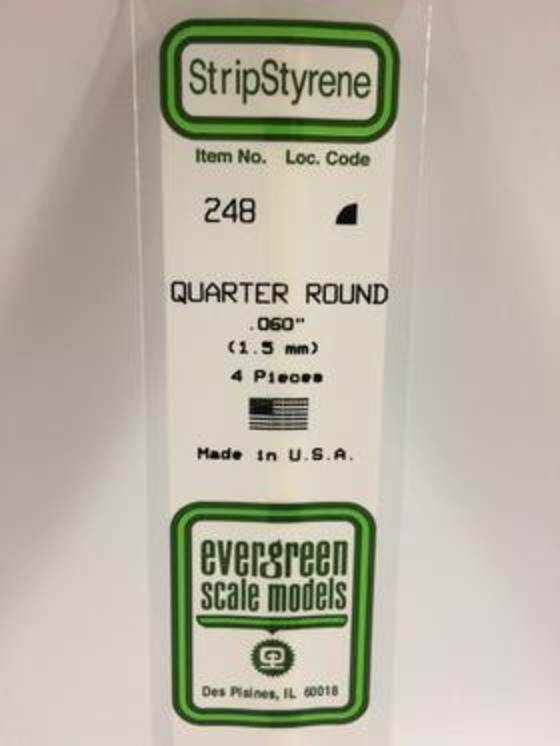 StripStyrene
Item No. Loc. Code
248
QUARTER ROUND
.060"
(1.5 mm)
4 Pieces
Made in U.S.A.
evergreen
scale models
Des Plaines, IL 60018